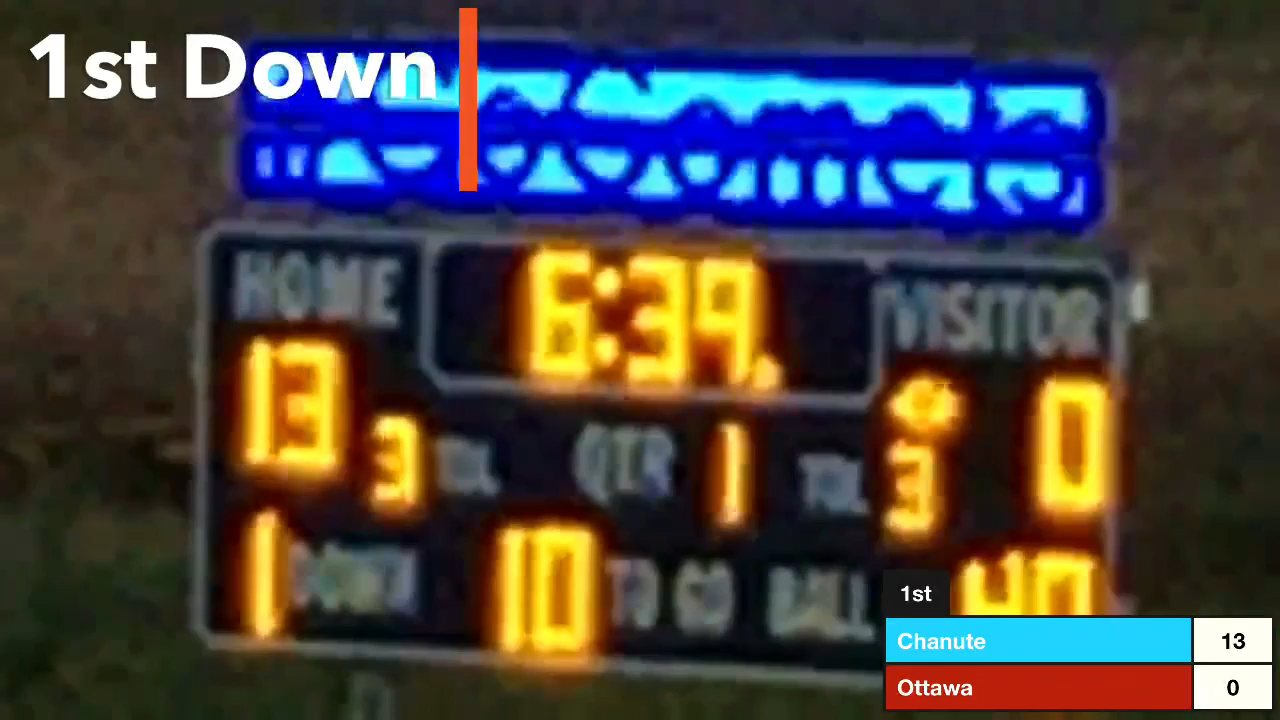 1st Down
HOME
6:39
VISITOR
13
3
TOL
QTR
1
TOL
3
0
1
DOWN
10
TO GO
BALL
40
1st
Chanute
13
Ottawa
0